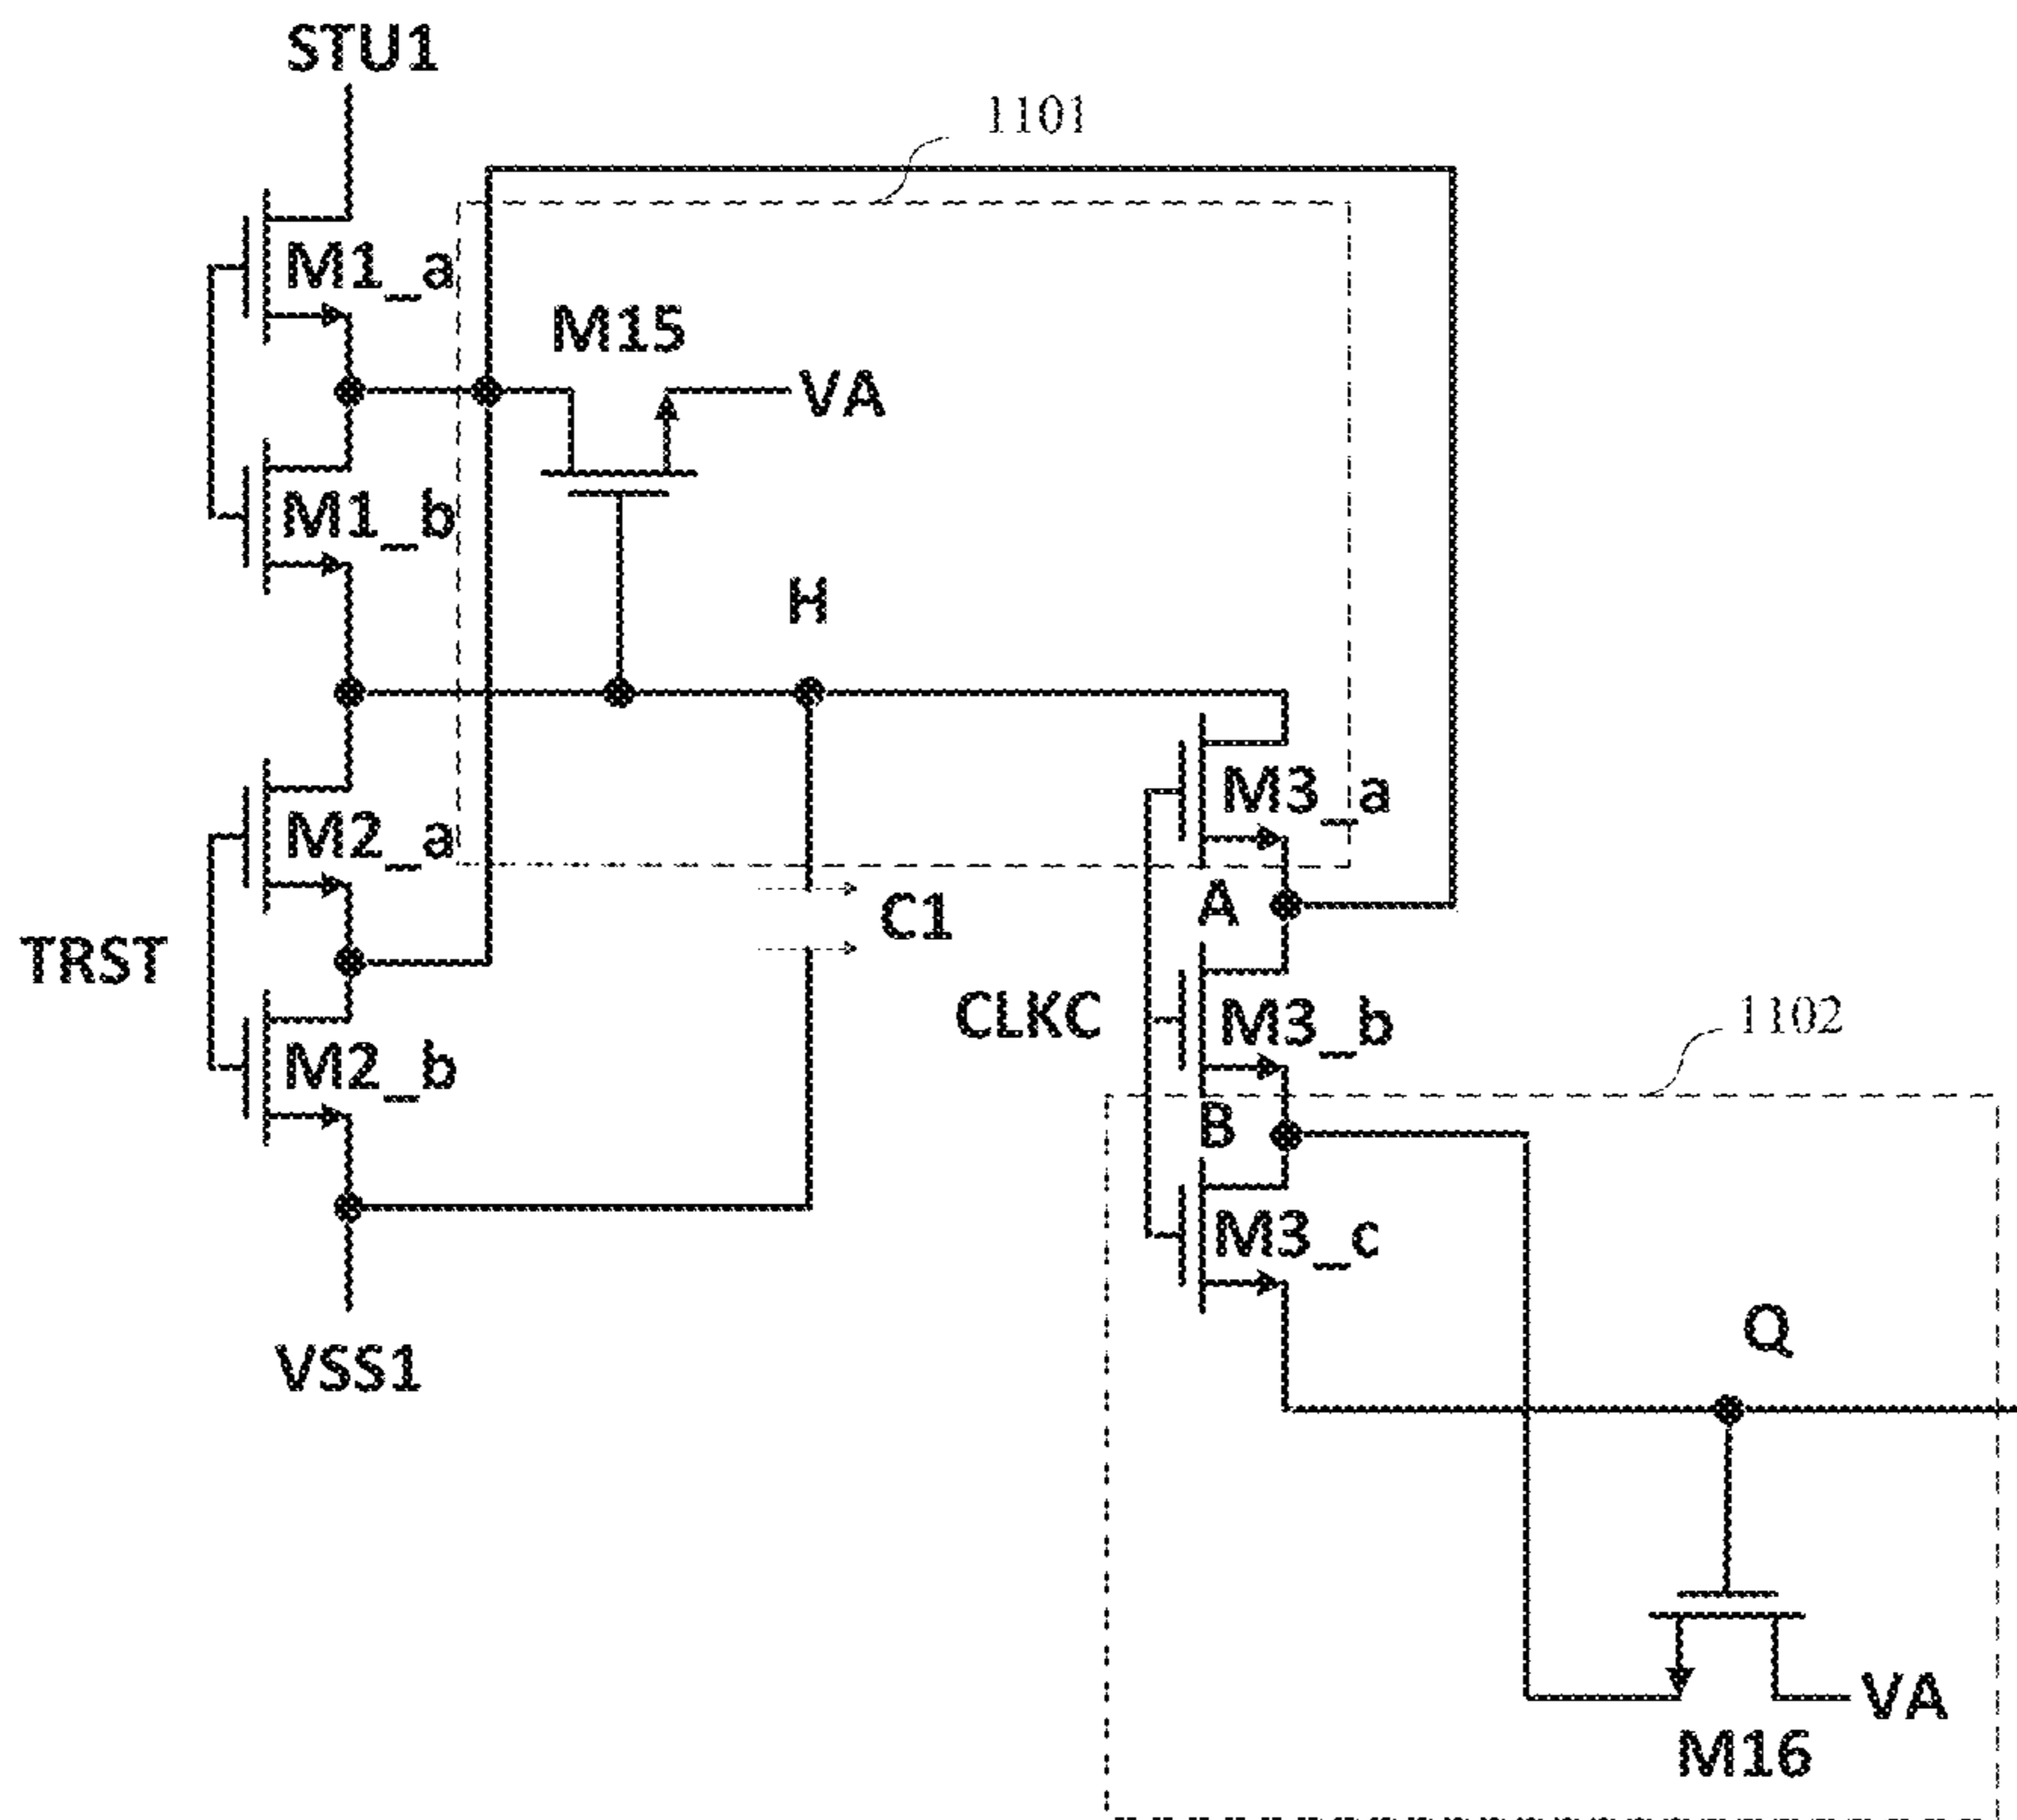 STU1
1101
M1_a
M15
VA
M1_b
H
M3_a
M2_a
A
C1
TRST
CLKC
M3_b
1102
M2_b
B
M3_c
Q
VSS1
VA
M16